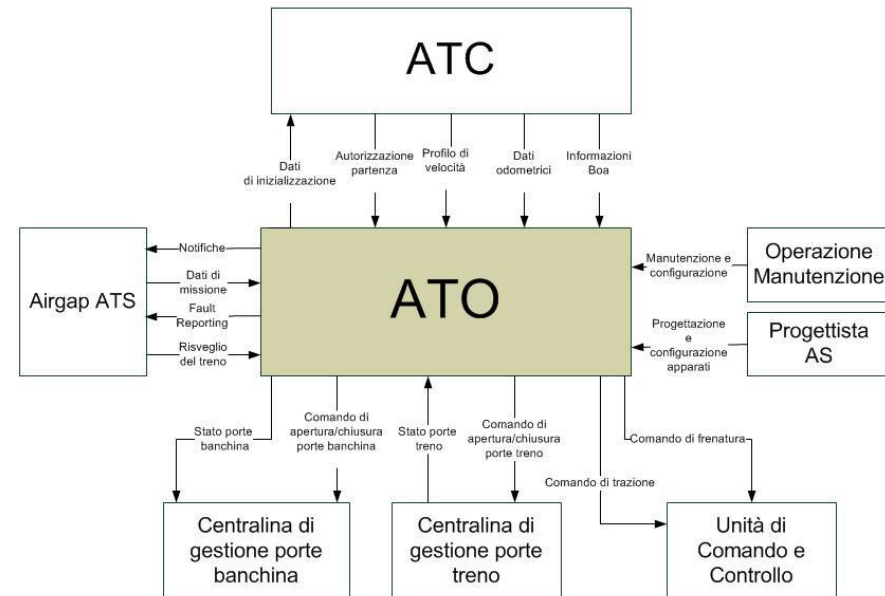 ATC
Dati
di inizializzazione
Autorizzazione
partenza
Profilo di
velocità
Dati
odometrici
Informazioni
Boa
Airgap ATS
Notifiche
Dati di
missione
Fault
Reporting
Risveglio
del treno
ATO
Manutenzione e
configurazione
Operazione
Manutenzione
Progettazione
e
configurazione
apparati
Progettista
AS
Stato porte
banchina
Comando di
apertura/chiusura
porte banchina
Stato porte
treno
Comando di
apertura/chiusura
porte treno
Comando di frenatura
Comando di trazione
Centralina di
gestione porte
banchina
Centralina di
gestione porte
treno
Unità di
Comando e
Controllo